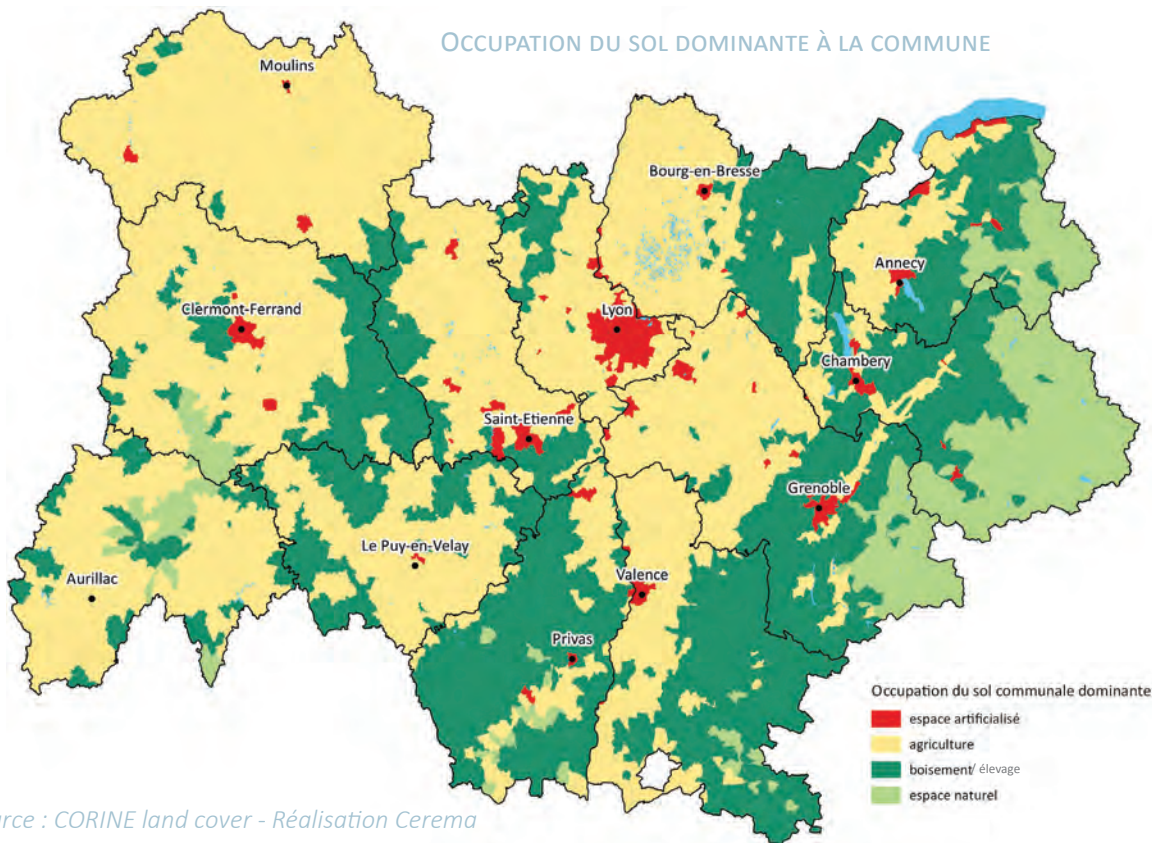 OCCUPATION DU SOL DOMINANTE À LA COMMUNE
Moulins
Bourg-en-Bresse
Annecy
Clermont-Ferrand
Lyon
Chambery
Saint-Etienne
Grenoble
Le Puy-en-Velay
Aurillac
Valence
Privas
Occupation du sol communale dominante
espace artificialisé
agriculture
boisement/ élevage
espace naturel
rce : CORINE land cover - Réalisation Cerema